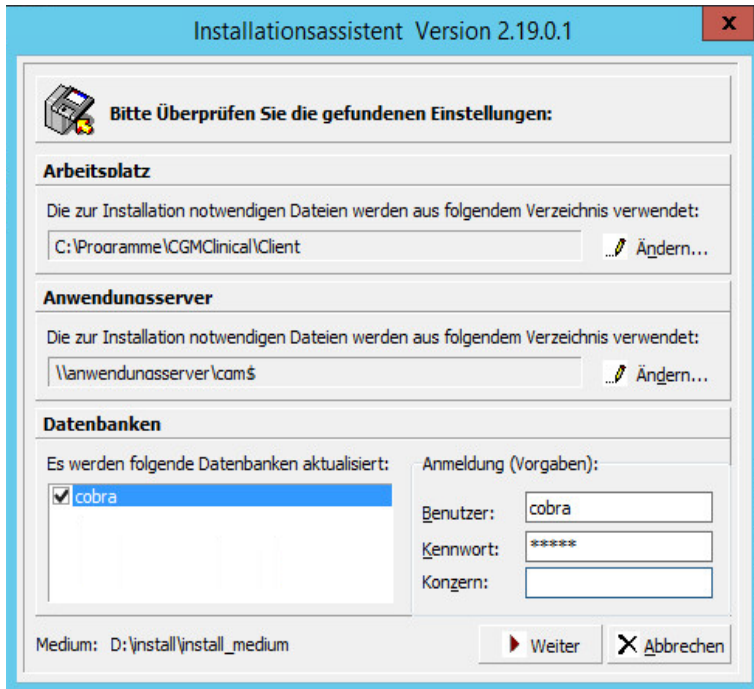 Installationsassistent Version 2.19.0.1
x
Bitte Überprüfen Sie die gefundenen Einstellungen:
Arbeitsplatz
Die zur Installation notwendigen Dateien werden aus folgendem Verzeichnis verwendet:
C:\Programme\CGMClinical\Client
Ändern...
Anwendungsserver
Die zur Installation notwendigen Dateien werden aus folgendem Verzeichnis verwendet:
\\anwendungsserver\cgm$
Ändern...
Datenbanken
Es werden folgende Datenbanken aktualisiert:
cobra
Anmeldung (Vorgaben):
Benutzer: cobra
Kennwort: *****
Konzern:
Medium: D:\install\install_medium
Weiter
Abbrechen